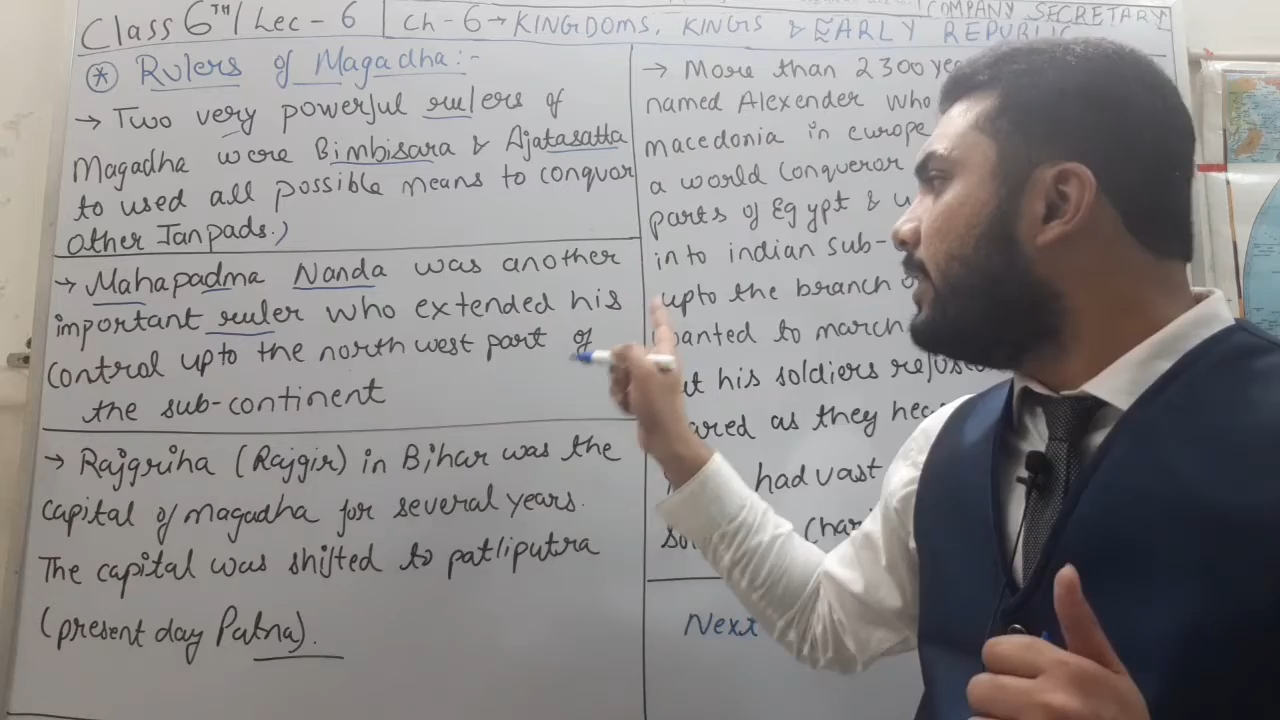 Class 6TH / Lec - 6
Ch - 6 → KINGDOMS, KINGS & EARLY REPUBLIC
COMPANY SECRETARY
* Rulers of Magadha:-
→ Two very powerful rulers of
Magadha were Bimbisara & Ajatasatta
to used all possible means to conquar
other Janpads.)
→ Mahapadma Nanda was another
important ruler who extended his
control upto the north west part of
the sub-continent
→ Rajgriha (Rajgir) in Bihar was the
capital of magadha for several years.
The capital was shifted to patliputra
(present day Patna).
→ More than 2300
named Alexender who
macedonia in europe
a world conqueror
parts of Egypt &
into indian sub-
upto the branch
wanted to march
his soldiers
as they
had vast
Next